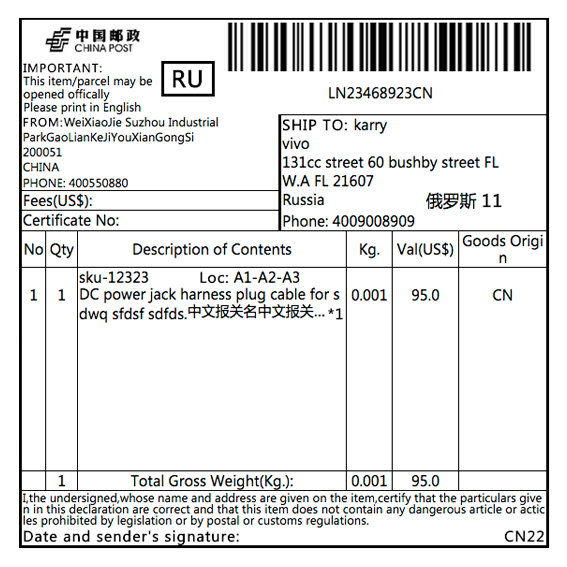 中国邮政
CHINA POST
IMPORTANT:
This item/parcel may be
opened offically
Please print in English
RU
LN23468923CN
FROM:WeiXiaoJie Suzhou Industrial
ParkGaoLianKeJiYouXianGongSi
200051
CHINA
PHONE: 400550880
Fees(US$):
Certificate No:
SHIP TO: karry
vivo
131cc street 60 bushby street FL
W.A FL 21607
Russia 俄罗斯 11
Phone: 4009008909
No Qty Description of Contents Kg. Val(US$) Goods Origi
n
sku-12323 Loc: A1-A2-A3
1 1 DC power jack harness plug cable for s 0.001 95.0 CN
dwq sfdsf sdfds.中文报关名中文报关... *1
1 Total Gross Weight(Kg.): 0.001 95.0
I,the undersigned,whose name and address are given on the item,certify that the particulars give
n in this declaration are correct and that this item does not contain any dangerous article or artic
les prohibited by legislation or by postal or customs regulations.
Date and sender's signature: CN22